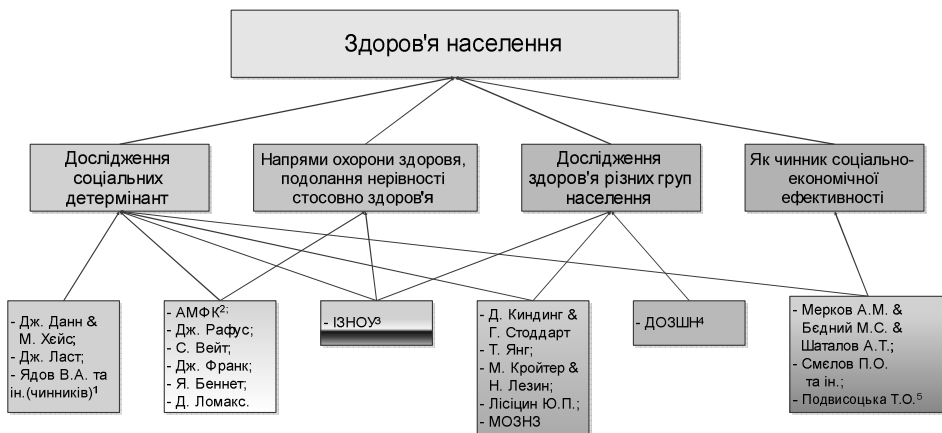 Здоров'я населення
Дослідження
соціальних
детермінант
Напрями охорони здоровя,
подолання нерівності
стосовно здоров'я
Дослідження
здоров'я різних груп
населення
Як чинник соціально-
економічної
ефективності
- Дж. Данн &
М. Хєйс;
- Дж. Ласт;
- Ядов В.А. та
ін.(чинників)¹
- АМФК²;
- Дж. Рафус;
- С. Вейт;
- Дж. Франк;
- Я. Беннет;
- Д. Ломакс.
- ІЗНОУ³
- Д. Киндинг &
Г. Стоддарт
- Т. Янг;
- М. Кройтер &
Н. Лезин;
- Лісіцин Ю.П.;
- МОЗНЗ
- ДОЗШН⁴
- Мерков А.М. &
Бєдний М.С. &
Шаталов А.Т.;
- Смєлов П.О.
та ін.;
- Подвисоцька Т.О.⁵